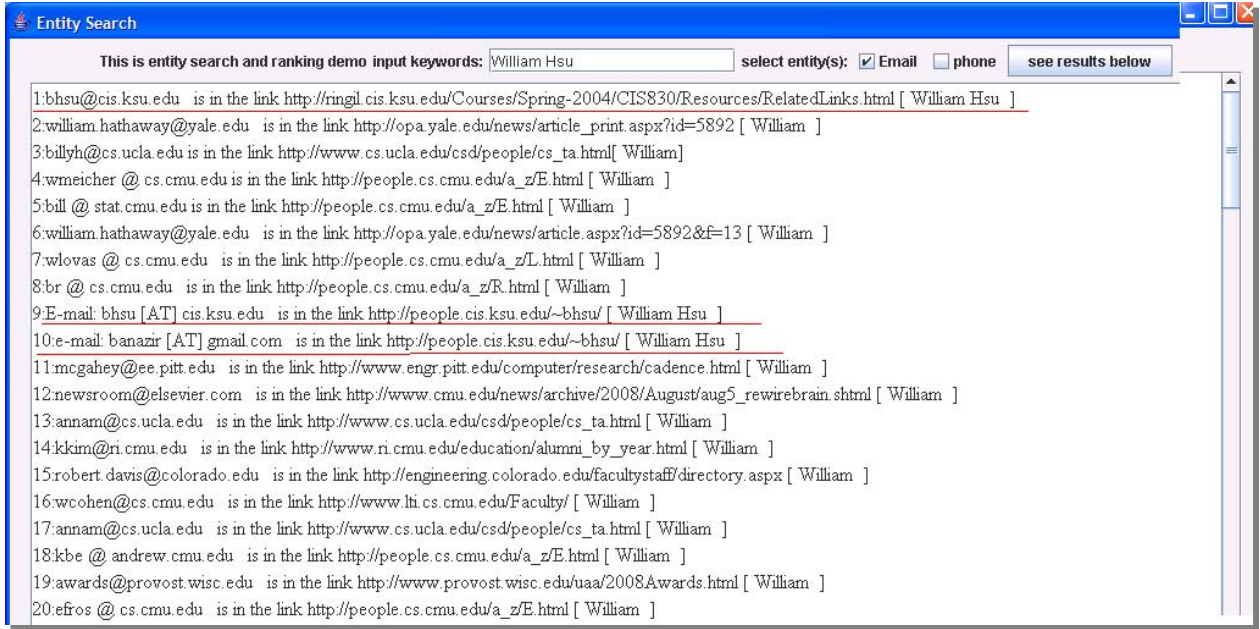 Entity Search
This is entity search and ranking demo input keywords: William Hsu select entity(s): Email phone see results below
1:bhsu@cis.ksu.edu is in the link http://ringil.cis.ksu.edu/Courses/Spring-2004/CIS830/Resources/RelatedLinks.html [ William Hsu ]
2:william.hathaway@yale.edu is in the link http://opa.yale.edu/news/article_print.aspx?id=5892 [ William ]
3:billyh@cs.ucla.edu is in the link http://www.cs.ucla.edu/csd/people/cs_ta.html[ William]
4:wmeicher @ cs.cmu.edu is in the link http://people.cs.cmu.edu/a_z/E.html [ William ]
5:bill @ stat.cmu.edu is in the link http://people.cs.cmu.edu/a_z/E.html [ William ]
6:william.hathaway@yale.edu is in the link http://opa.yale.edu/news/article.aspx?id=5892&f=13 [ William ]
7:wlovas @ cs.cmu.edu is in the link http://people.cs.cmu.edu/a_z/L.html [ William ]
8:br @ cs.cmu.edu is in the link http://people.cs.cmu.edu/a_z/R.html [ William ]
9:E-mail: bhsu [AT] cis.ksu.edu is in the link http://people.cis.ksu.edu/~bhsu/ [ William Hsu ]
10:e-mail: banazir [AT] gmail.com is in the link http://people.cis.ksu.edu/~bhsu/ [ William Hsu ]
11:mcgahey@ee.pitt.edu is in the link http://www.engr.pitt.edu/computer/research/cadence.html [ William ]
12:newsroom@elsevier.com is in the link http://www.cmu.edu/news/archive/2008/August/aug5_rewirebrain.shtml [ William ]
13:annam@cs.ucla.edu is in the link http://www.cs.ucla.edu/csd/people/cs_ta.html [ William ]
14:kkim@ri.cmu.edu is in the link http://www.ri.cmu.edu/education/alumni_by_year.html [ William ]
15:robert.davis@colorado.edu is in the link http://engineering.colorado.edu/facultystaff/directory.aspx [ William ]
16:wcohen@cs.cmu.edu is in the link http://www.lti.cs.cmu.edu/Faculty/ [ William ]
17:annam@cs.ucla.edu is in the link http://www.cs.ucla.edu/csd/people/cs_ta.html [ William ]
18:kbe @ andrew.cmu.edu is in the link http://people.cs.cmu.edu/a_z/E.html [ William ]
19:awards@provost.wisc.edu is in the link http://www.provost.wisc.edu/uaa/2008Awards.html [ William ]
20:efros @ cs.cmu.edu is in the link http://people.cs.cmu.edu/a_z/E.html [ William ]